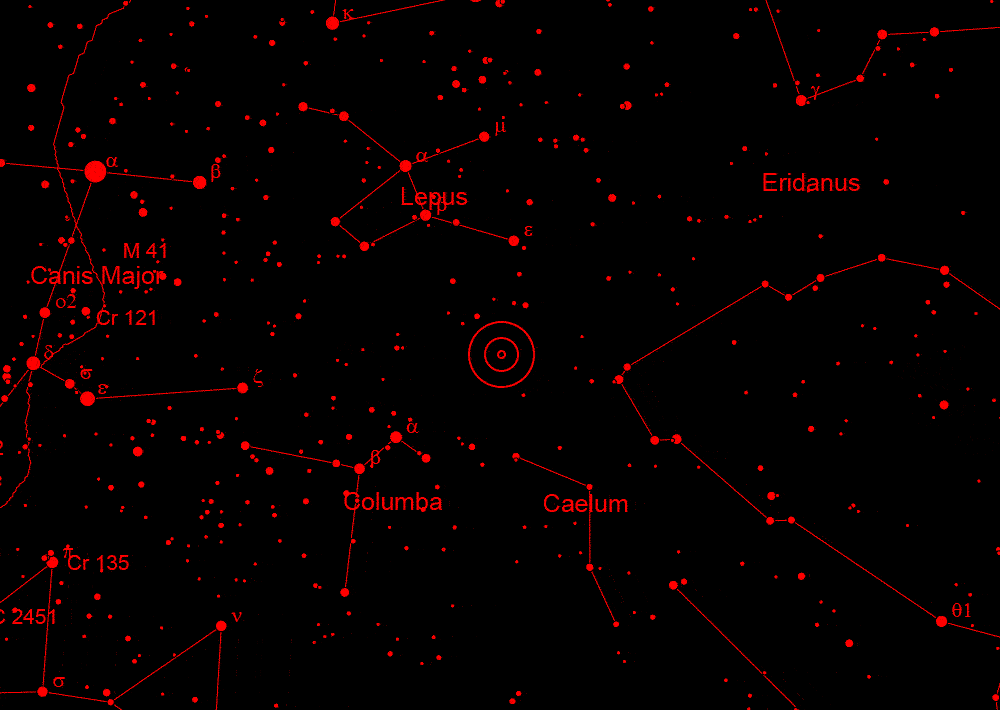 κ
γ
μ
α
α
β
Lepus
β
Eridanus
ε
M 41
Canis Major
ο2
Cr 121
δ
σ
ε
ζ
α
β
Columba
Caelum
π
Cr 135
θ1
C 2451
ν
σ